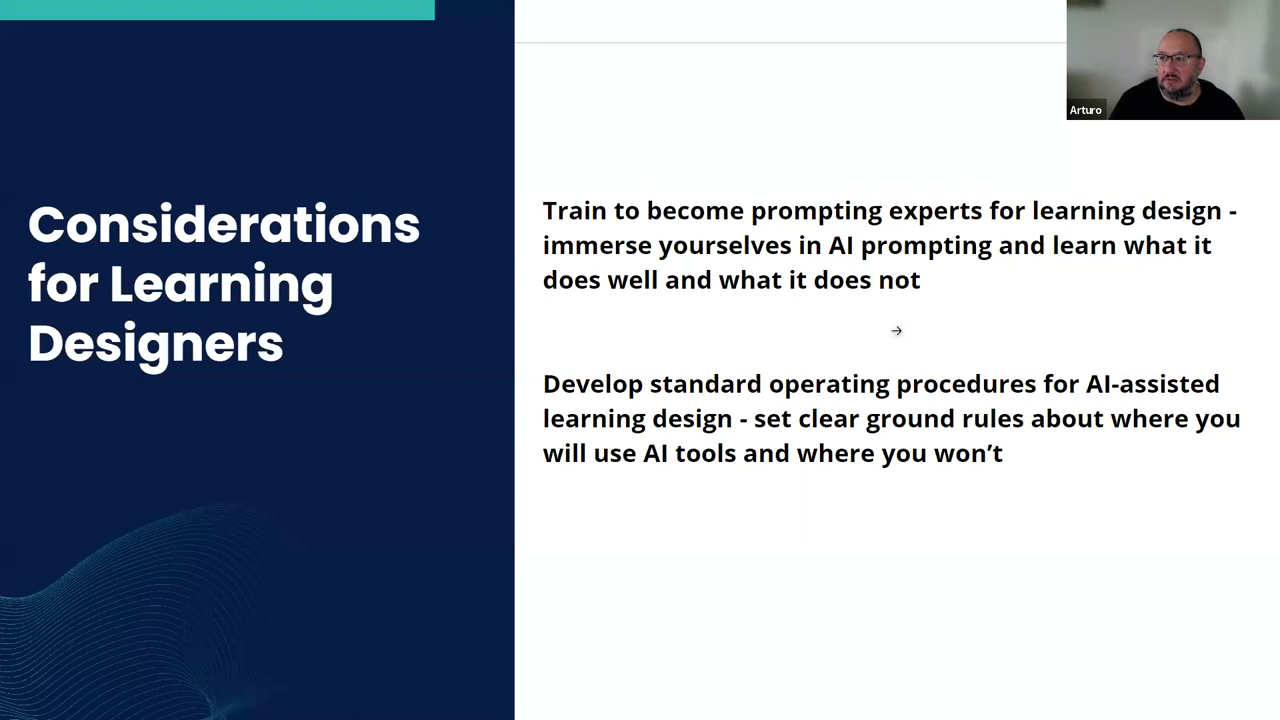 Considerations
for Learning
Designers
Arturo
Train to become prompting experts for learning design -
immerse yourselves in AI prompting and learn what it
does well and what it does not
Develop standard operating procedures for AI-assisted
learning design - set clear ground rules about where you
will use AI tools and where you won’t